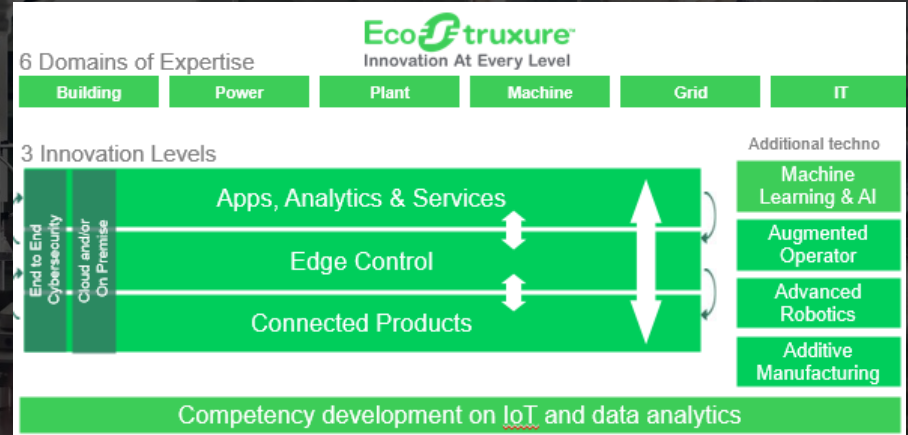 EcoStruxure™
Innovation At Every Level
6 Domains of Expertise
Building
Power
Plant
Machine
Grid
IT
3 Innovation Levels
End to End
Cybersecurity
Cloud and/or
On Premise
Apps, Analytics & Services
Edge Control
Connected Products
Additional techno
Machine
Learning & AI
Augmented
Operator
Advanced
Robotics
Additive
Manufacturing
Competency development on IoT and data analytics